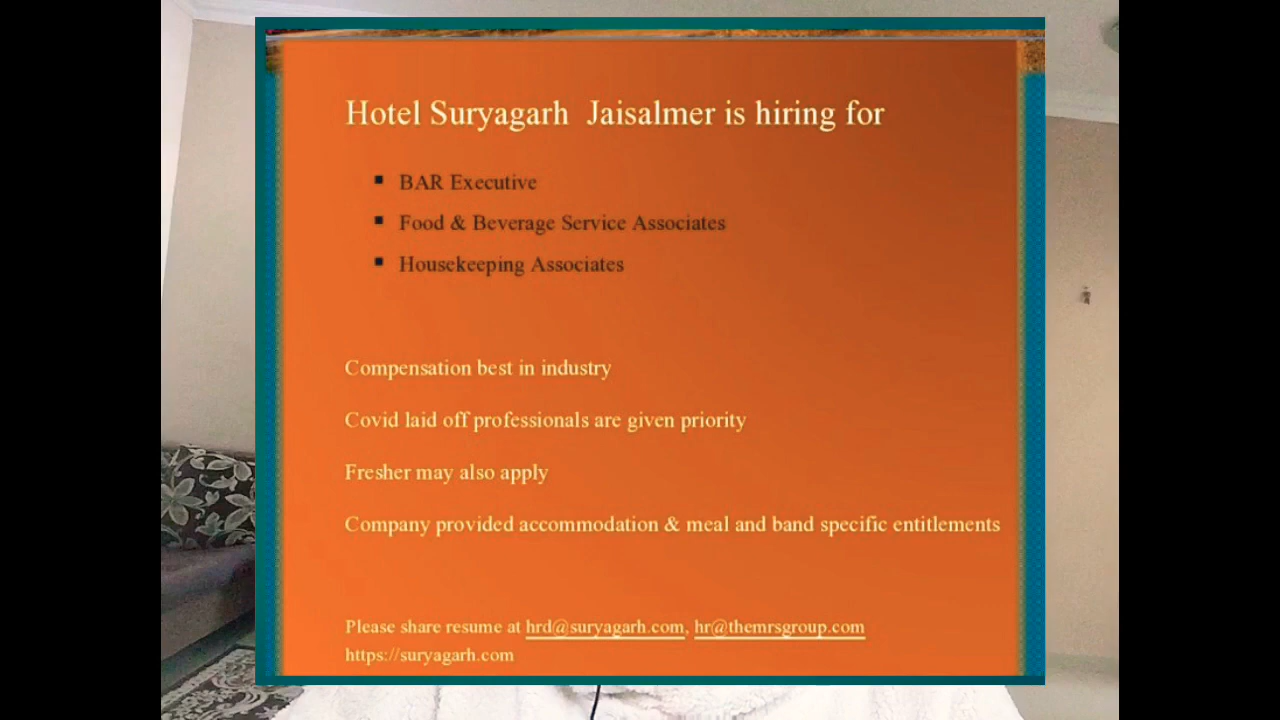 Hotel Suryagarh Jaisalmer is hiring for
▪ BAR Executive
▪ Food & Beverage Service Associates
▪ Housekeeping Associates
Compensation best in industry
Covid laid off professionals are given priority
Fresher may also apply
Company provided accommodation & meal and band specific entitlements
Please share resume at hrd@suryagarh.com, hr@themrsgroup.com
https://suryagarh.com